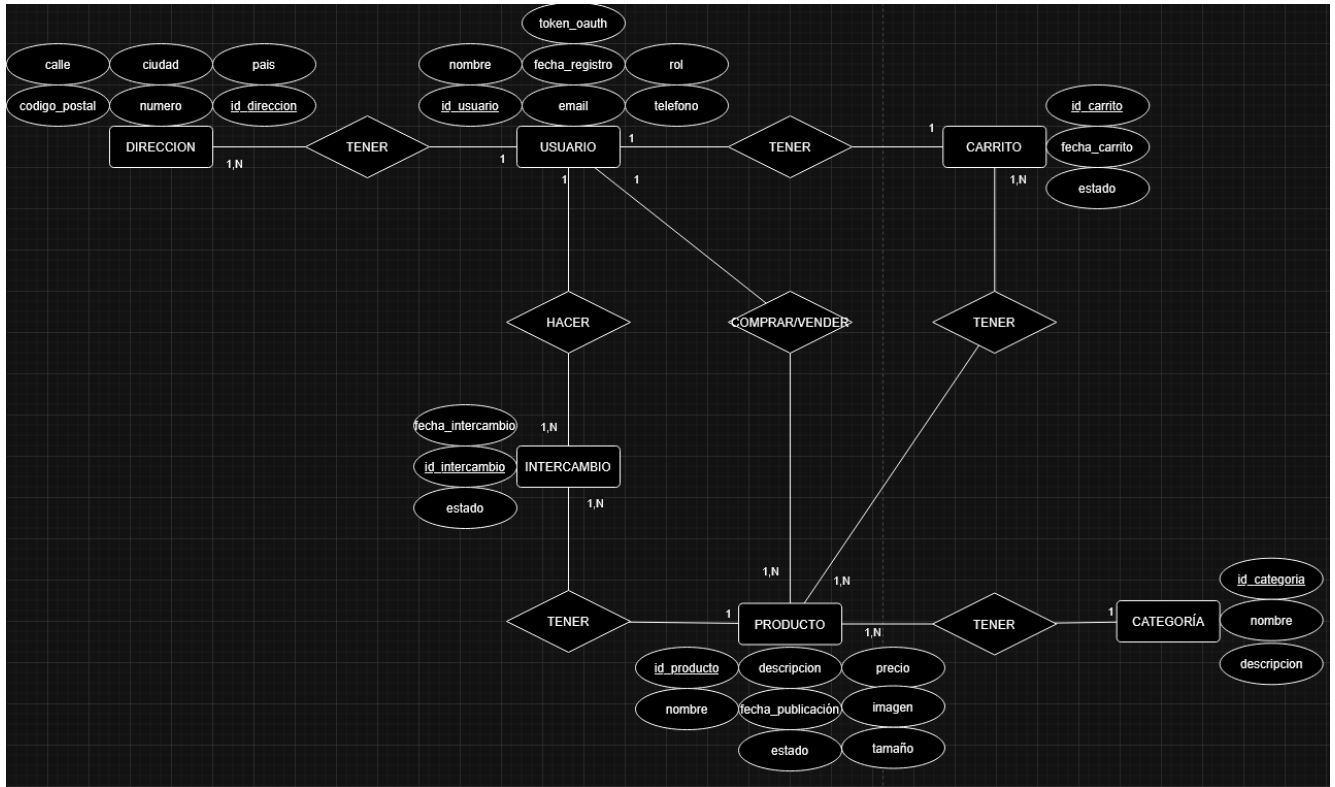 token_oauth
calle
ciudad
pais
nombre
fecha_registro
rol
codigo_postal
numero
id_direccion
id_usuario
email
telefono
id_carrito
DIRECCION
TENER
USUARIO
TENER
CARRITO
fecha_carrito
1,N
1
1
1
estado
1
1
1,N
HACER
COMPRAR/VENDER
TENER
fecha_intercambio
1,N
id_intercambio
INTERCAMBIO
estado
1,N
1,N
1,N
id_categoria
TENER
1
PRODUCTO
1,N
TENER
1
CATEGORÍA
nombre
id_producto
descripcion
precio
descripcion
nombre
fecha_publicación
imagen
estado
tamaño